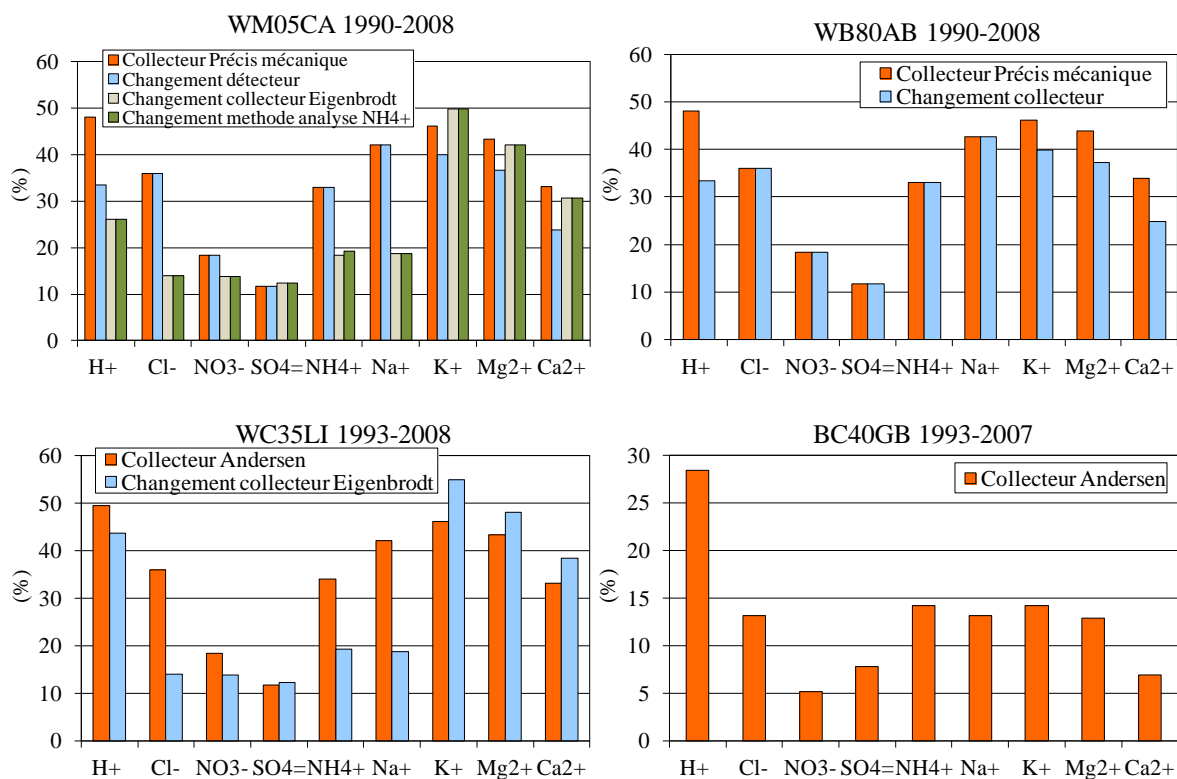 WM05CA 1990-2008
Collecteur Précis mécanique
Changement détecteur
Changement collecteur Eigenbrodt
Changement methode analyse NH4+
60
50
40
30
20
10
0
(%)
H+ Cl- NO3- SO4= NH4+ Na+ K+ Mg2+ Ca2+
WB80AB 1990-2008
Collecteur Précis mécanique
Changement collecteur
60
50
40
30
20
10
0
(%)
H+ Cl- NO3- SO4= NH4+ Na+ K+ Mg2+ Ca2+
WC35LI 1993-2008
Collecteur Andersen
Changement collecteur Eigenbrodt
60
50
40
30
20
10
0
(%)
H+ Cl- NO3- SO4= NH4+ Na+ K+ Mg2+ Ca2+
BC40GB 1993-2007
Collecteur Andersen
30
25
20
15
10
5
0
(%)
H+ Cl- NO3- SO4= NH4+ Na+ K+ Mg2+ Ca2+